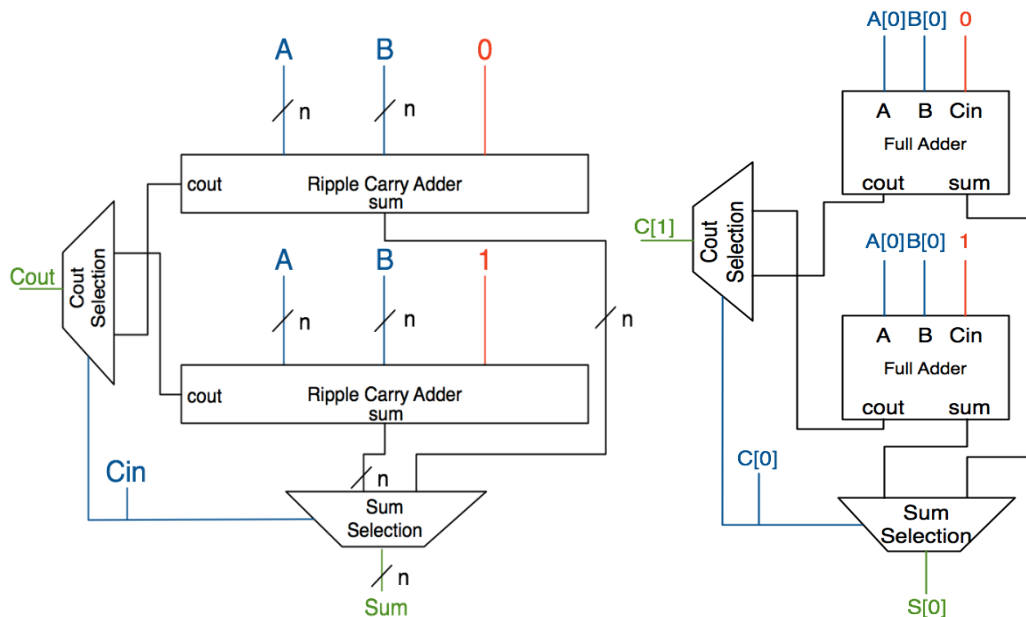 A B 0
n n
cout Ripple Carry Adder
sum
Cout
Cout Selection
A B 1
n n n
cout Ripple Carry Adder
sum
Cin
n
Sum
Selection
n
Sum
A[0] B[0] 0
A B Cin
Full Adder
cout sum
C[1]
Cout
Selection
A[0] B[0] 1
A B Cin
Full Adder
cout sum
C[0]
Sum
Selection
S[0]